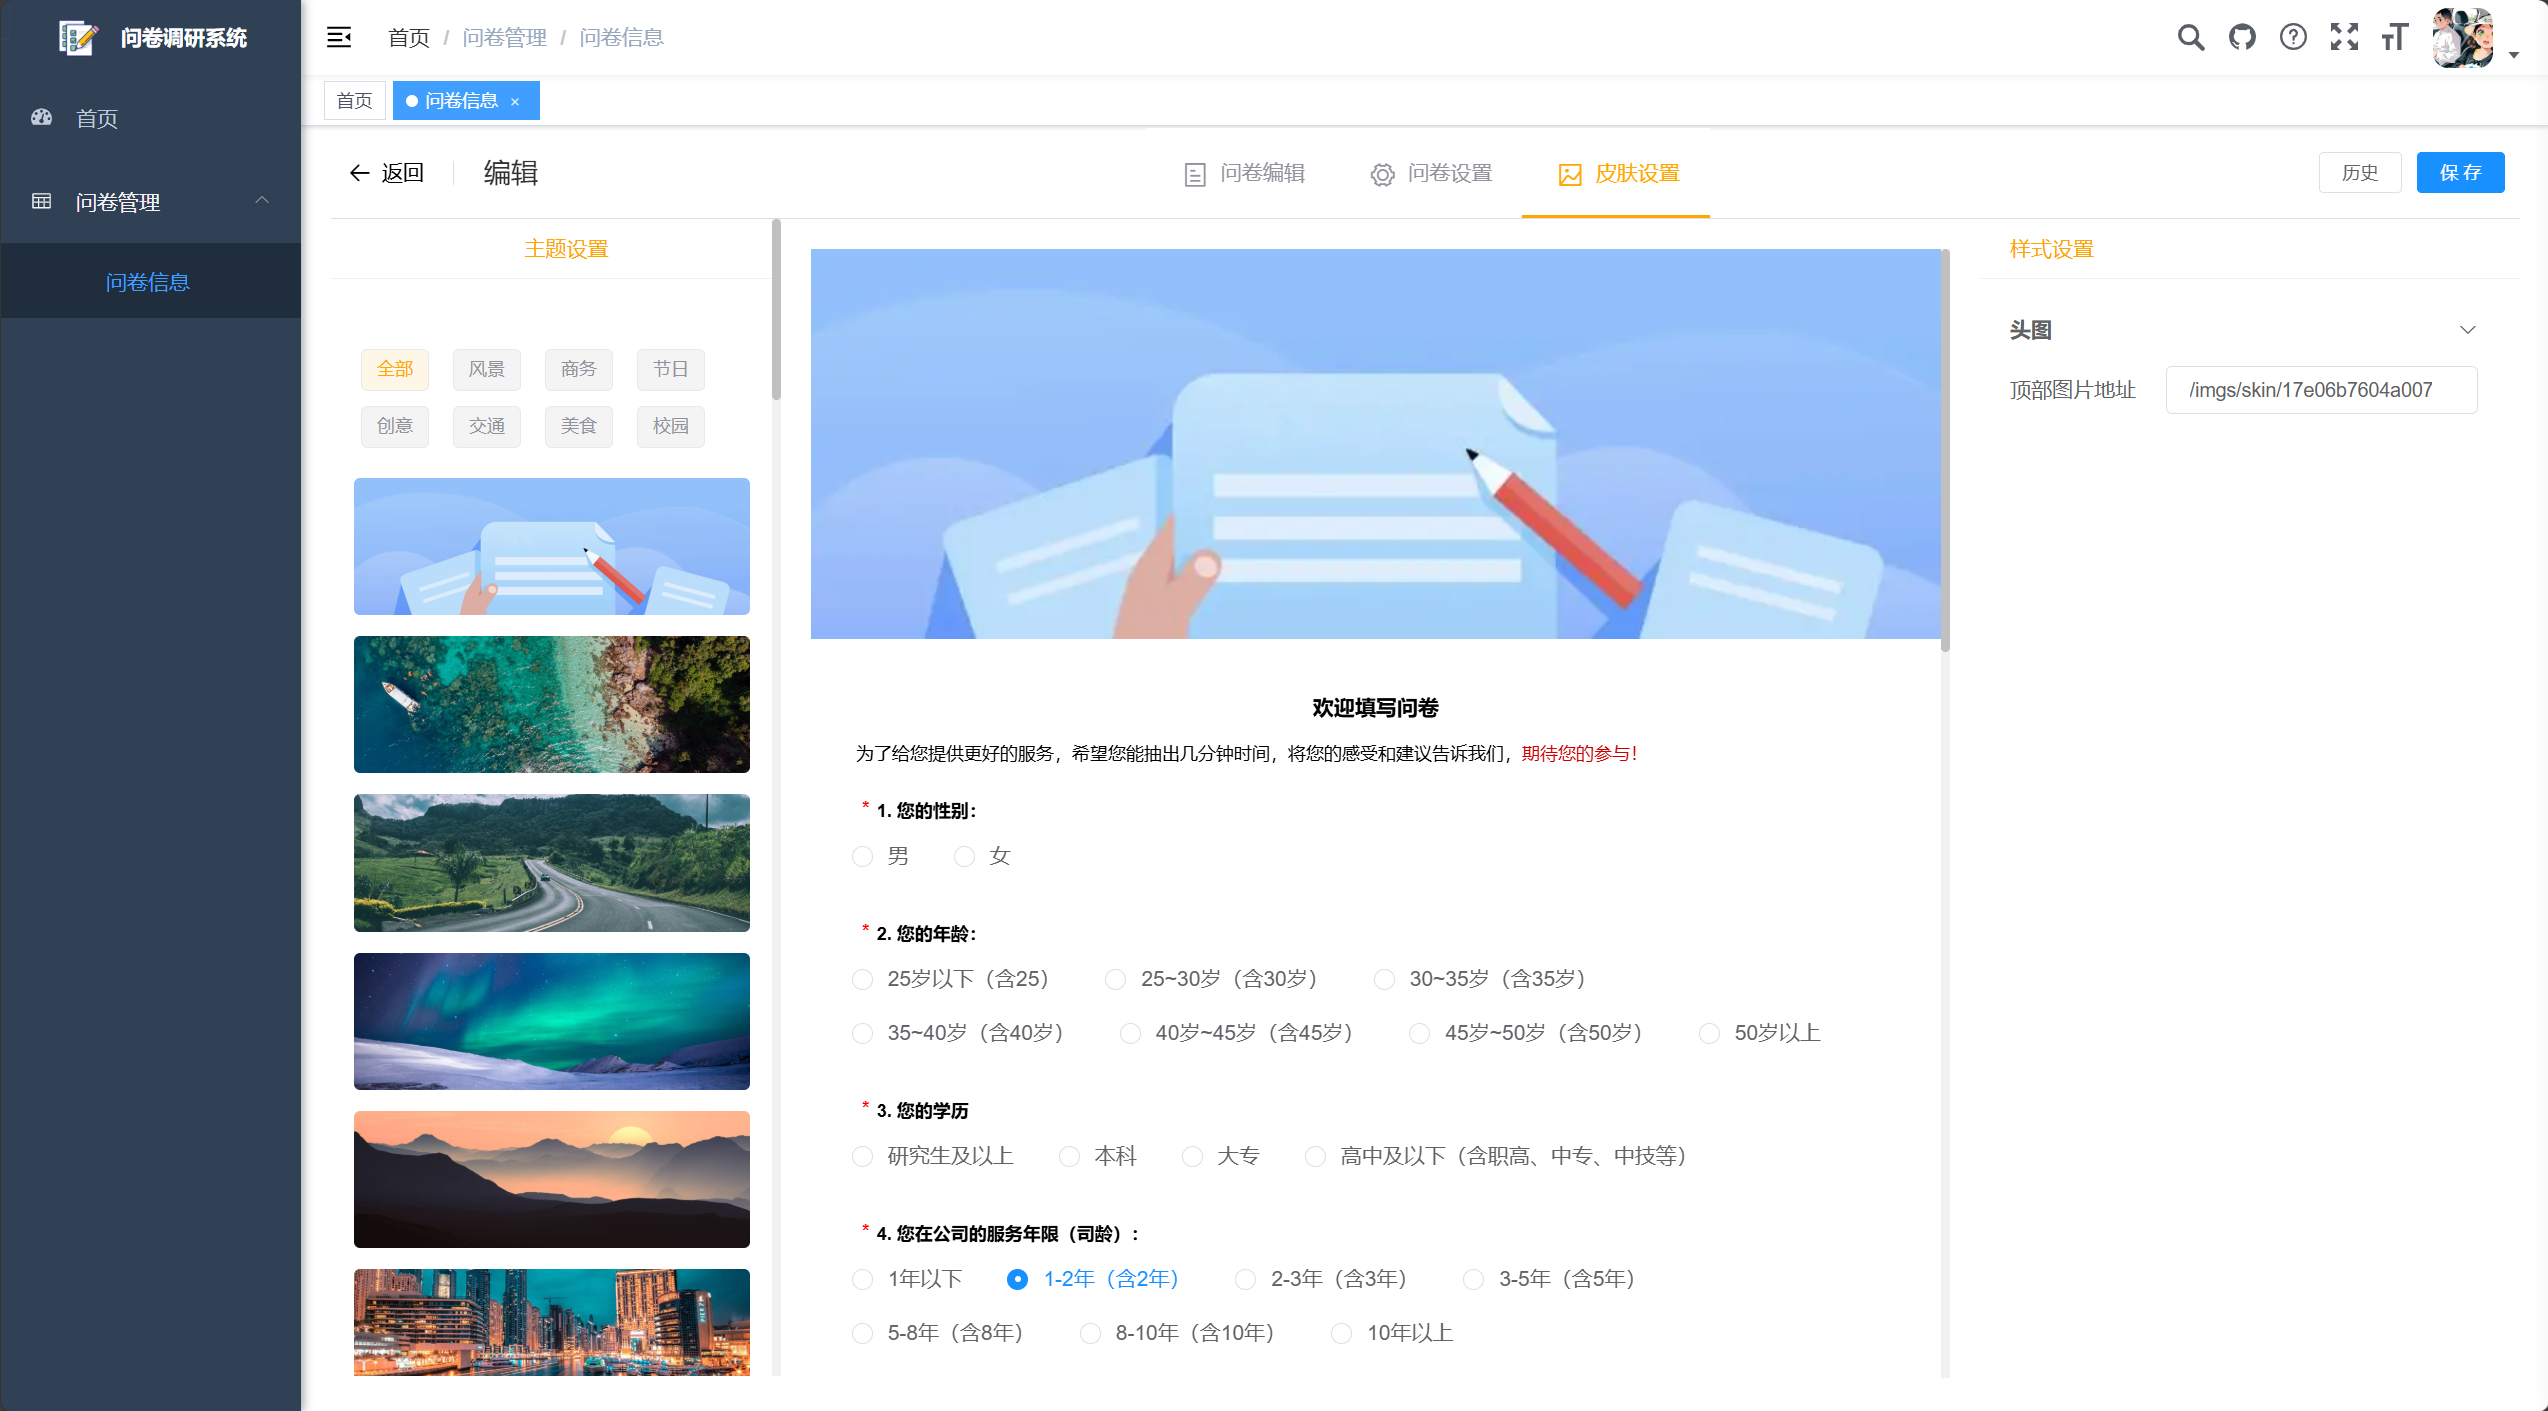 问卷调研系统
首页
问卷管理
问卷信息
首页 / 问卷管理 / 问卷信息
首页
问卷信息 ×
返回
编辑
问卷编辑
问卷设置
皮肤设置
历史
保存
主题设置
全部 风景 商务 节日
创意 交通 美食 校园
欢迎填写问卷
为了给您提供更好的服务，希望您能抽出几分钟时间，将您的感受和建议告诉我们，期待您的参与！
* 1. 您的性别：
男 女
* 2. 您的年龄：
25岁以下（含25） 25~30岁（含30岁） 30~35岁（含35岁）
35~40岁（含40岁） 40岁~45岁（含45岁） 45岁~50岁（含50岁） 50岁以上
* 3. 您的学历
研究生及以上 本科 大专 高中及以下（含职高、中专、中技等）
* 4. 您在公司的服务年限（司龄）：
1年以下 1-2年（含2年） 2-3年（含3年） 3-5年（含5年）
5-8年（含8年） 8-10年（含10年） 10年以上
样式设置
头图
顶部图片地址 /imgs/skin/17e06b7604a007